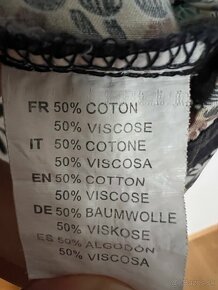 FR 50% COTON
50% VISCOSE
IT 50% COTONE
50% VISCOSA
EN 50% COTTON
50% VISCOSE
DE 50% BAUMWOLLE
50% VISKOSE
ES 50% ALGODÓN
50% VISCOSA